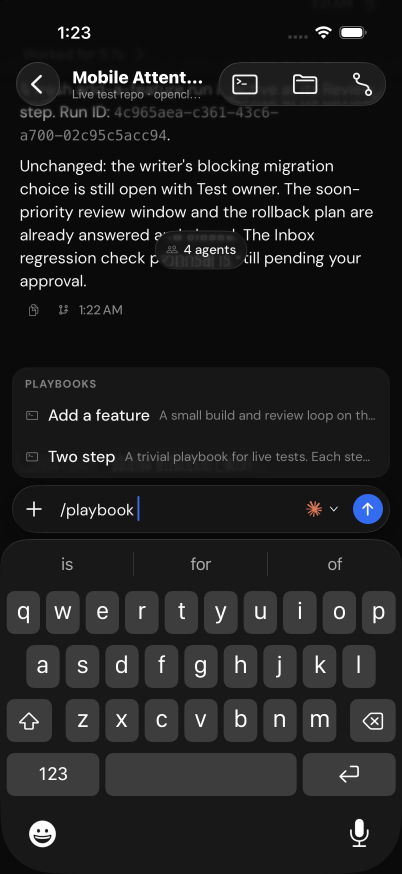 1:23
Mobile Attent...
Live test repo · opencl...
step. Run ID: 4c965aea-c361-43c6-
a700-02c95c5acc94.
Unchanged: the writer's blocking migration
choice is still open with Test owner. The soon-
priority review window and the rollback plan are
already answered The Inbox
4 agents
regression check still pending your
approval.
1:22 AM
PLAYBOOKS
Add a feature A small build and review loop on th...
Two step A trivial playbook for live tests. Each ste...
/playbook
is for of
q w e r t y u i o p
a s d f g h j k l
z x c v b n m
123